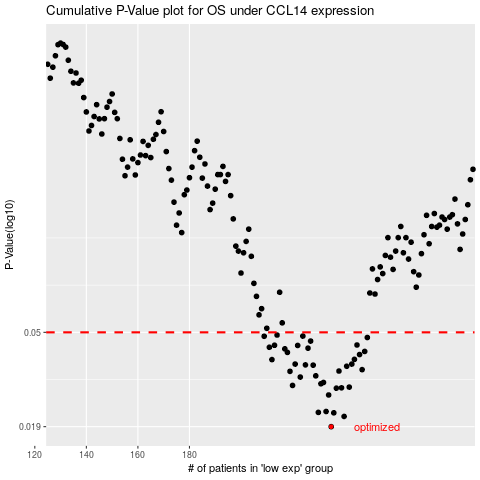 Cumulative P-Value plot for OS under CCL14 expression
P-Value(log10)
0.05
0.019
optimized
120 140 160 180
# of patients in 'low exp' group